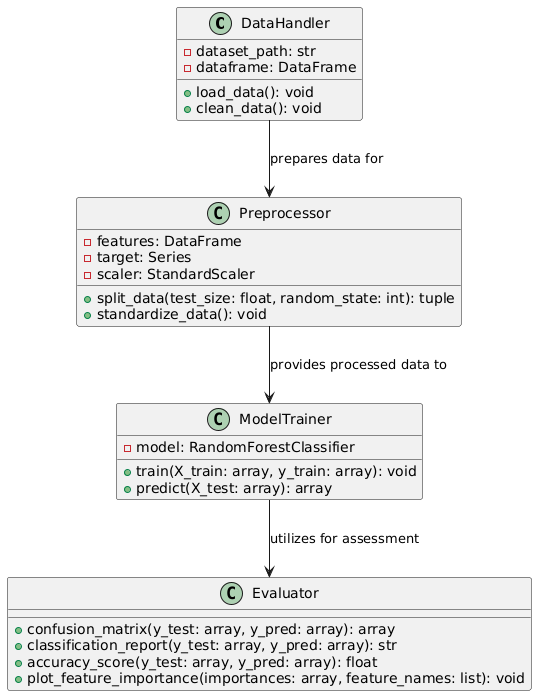 C DataHandler
dataset_path: str
dataframe: DataFrame
load_data(): void
clean_data(): void
prepares data for
C Preprocessor
features: DataFrame
target: Series
scaler: StandardScaler
split_data(test_size: float, random_state: int): tuple
standardize_data(): void
provides processed data to
C ModelTrainer
model: RandomForestClassifier
train(X_train: array, y_train: array): void
predict(X_test: array): array
utilizes for assessment
C Evaluator
confusion_matrix(y_test: array, y_pred: array): array
classification_report(y_test: array, y_pred: array): str
accuracy_score(y_test: array, y_pred: array): float
plot_feature_importance(importances: array, feature_names: list): void